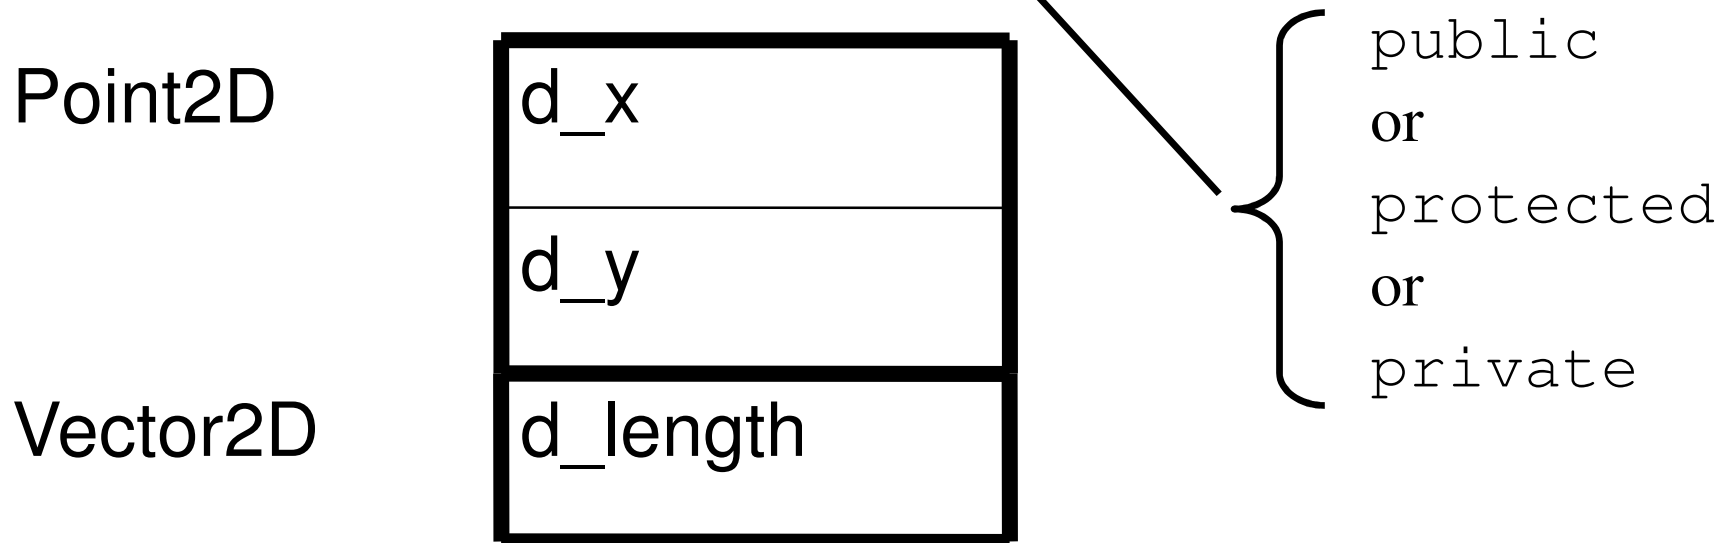 Point2D
d_x
d_y
Vector2D
d_length
public
or
protected
or
private